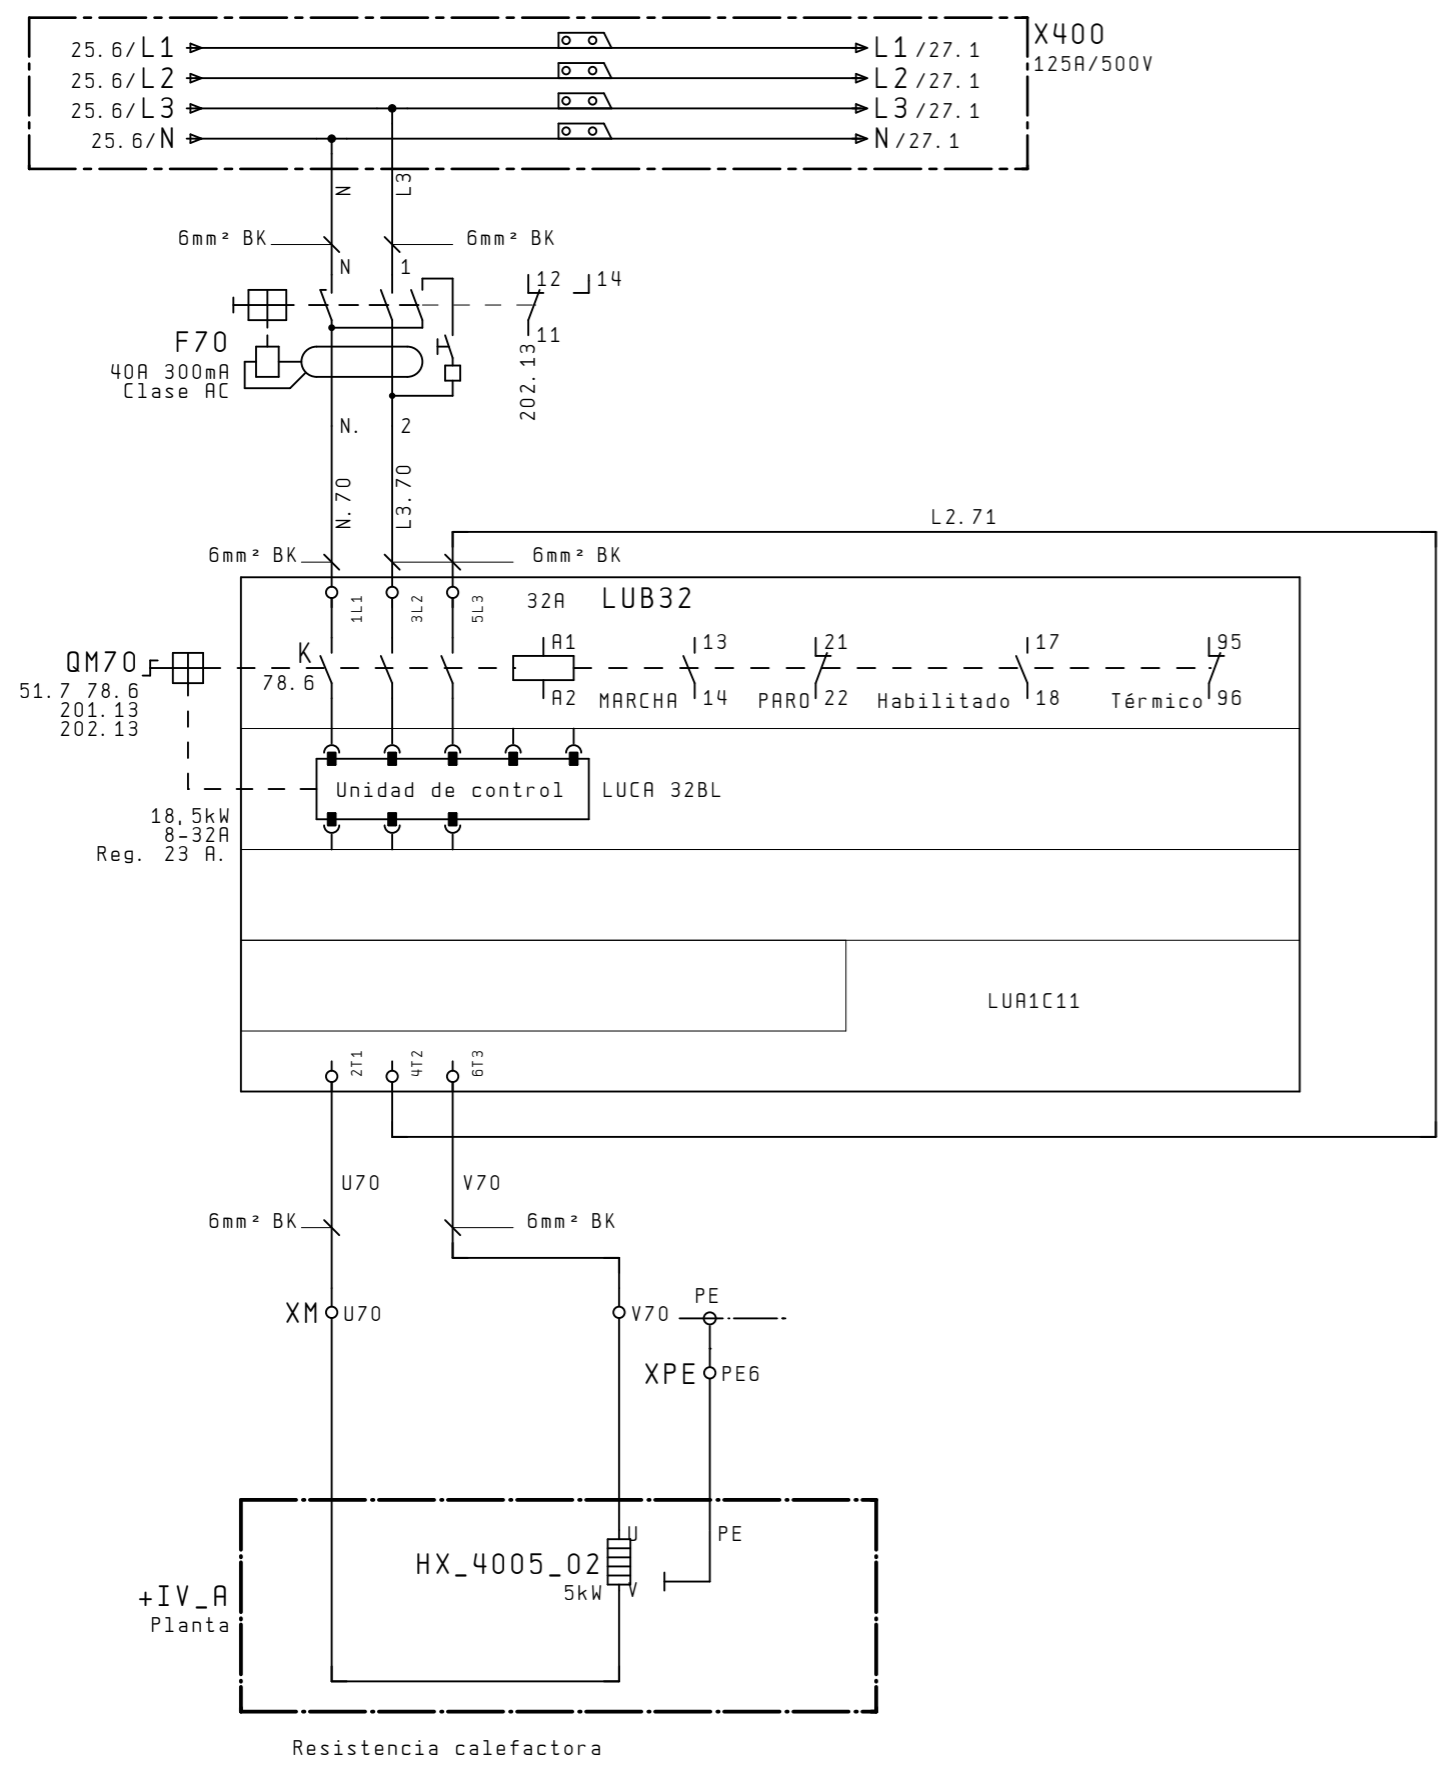 25.6/L1 L1/27.1 X400
25.6/L2 L2/27.1 125A/500V
25.6/L3 L3/27.1
25.6/N N/27.1
N L3
6mm² BK 6mm² BK
N 1 12 14
11
F70
40A 300mA
Clase AC
202.13
N. 2
N.70 L3.70
L2.71
6mm² BK 6mm² BK
1L1 3L2 5L3 32A LUB32
QM70 K A1 13 21 17 95
51.7 78.6 78.6
201.13 A2 MARCHA 14 PARO 22 Habilitado 18 Térmico 96
202.13
Unidad de control LUCA 32BL
18,5kW
8-32A
Reg. 23 A.
LUA1C11
2T1 4T2 6T3
U70 V70
6mm² BK 6mm² BK
XM U70 V70 PE
XPE PE6
U PE
HX_4005_02
5kW V
+IV_A
Planta
Resistencia calefactora